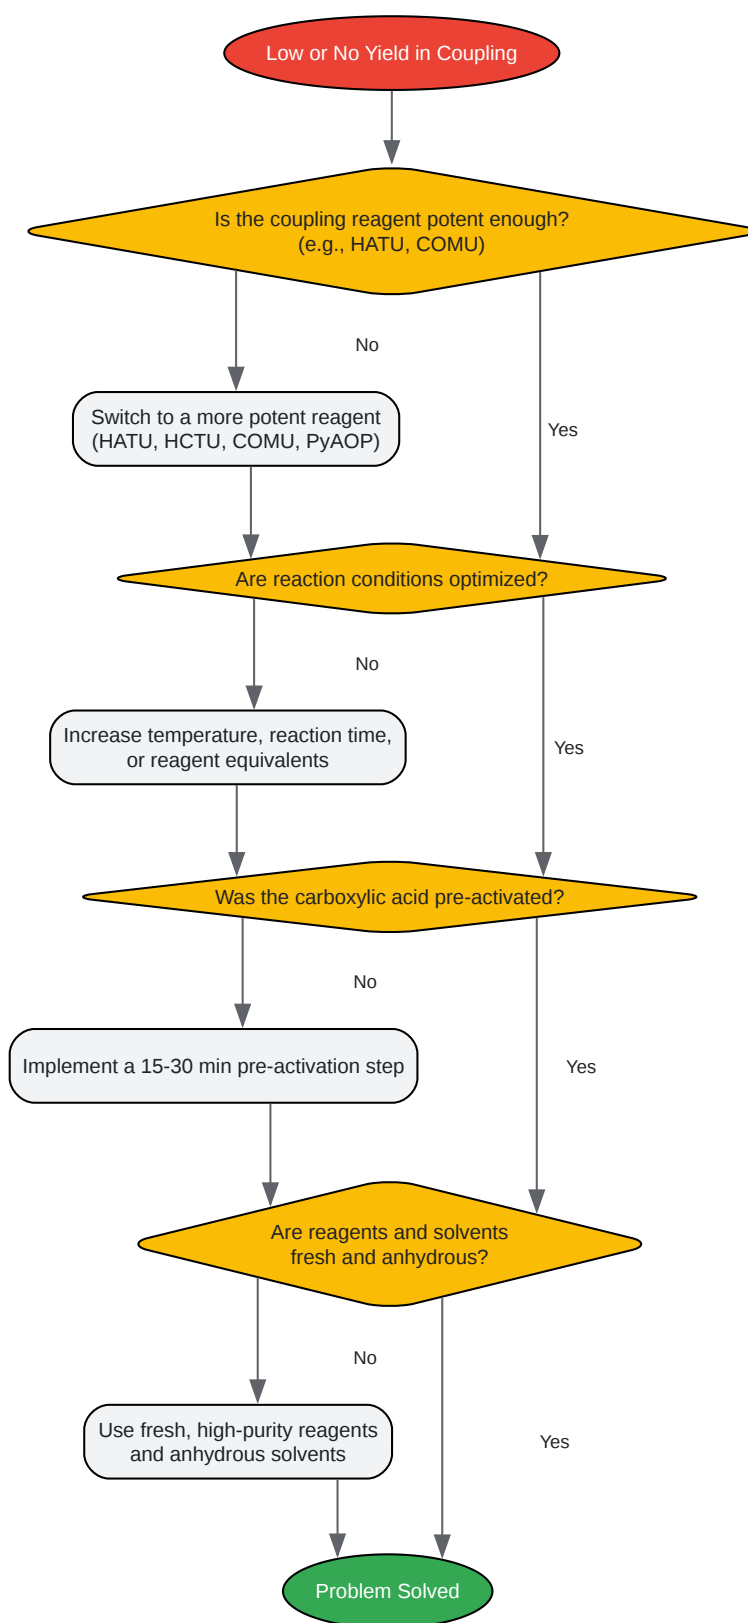 Low or No Yield in Coupling
Is the coupling reagent potent enough?
(e.g., HATU, COMU)
No
Switch to a more potent reagent
(HATU, HCTU, COMU, PyAOP)
Yes
Are reaction conditions optimized?
No
Increase temperature, reaction time,
or reagent equivalents
Yes
Was the carboxylic acid pre-activated?
No
Implement a 15-30 min pre-activation step
Yes
Are reagents and solvents
fresh and anhydrous?
No
Use fresh, high-purity reagents
and anhydrous solvents
Yes
Problem Solved